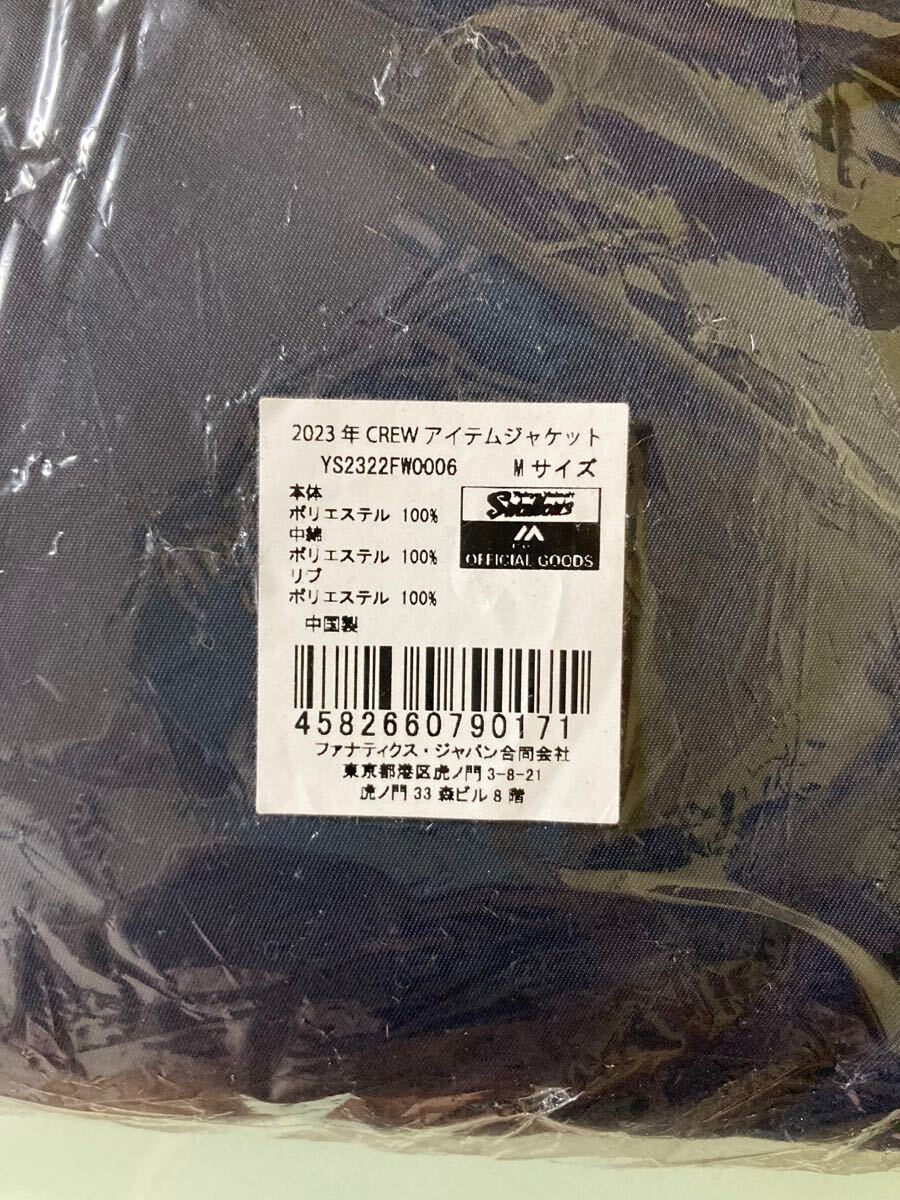 2023年 CREW アイテムジャケット
YS2322FW0006 Mサイズ
本体
ポリエステル 100%
中綿
ポリエステル 100%
リブ
ポリエステル 100%
中国製
Swallows
OFFICIAL GOODS
4582660790171
ファナティクス・ジャパン合同会社
東京都港区虎ノ門 3-8-21
虎ノ門 33 森ビル 8 階